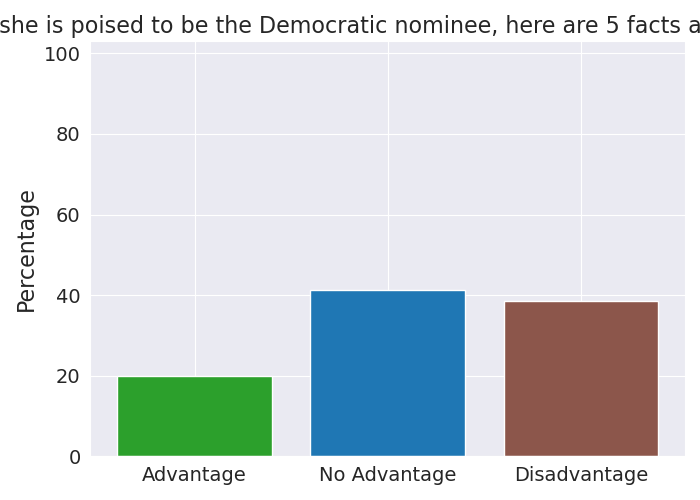 she is poised to be the Democratic nominee, here are 5 facts a
100
80
60
40
20
0
Percentage
Advantage
No Advantage
Disadvantage